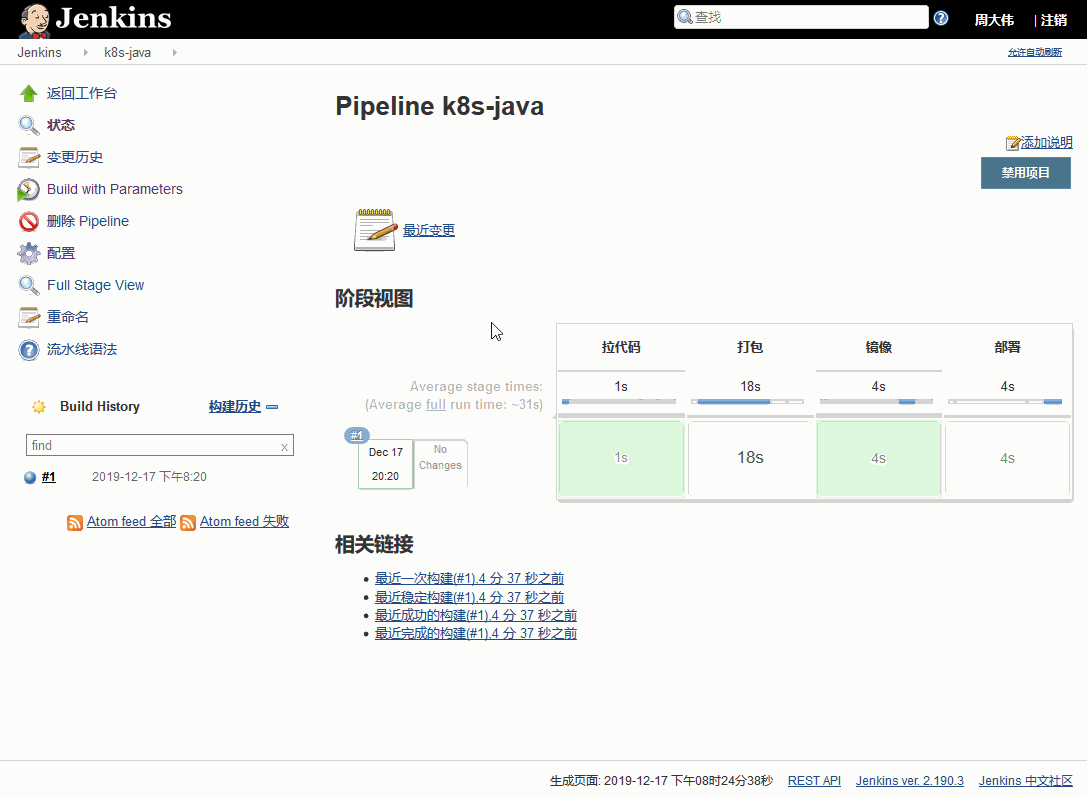 Jenkins
查找
周大伟
| 注销
Jenkins
k8s-java
允许自动刷新
返回工作台
状态
变更历史
Build with Parameters
删除 Pipeline
配置
Full Stage View
重命名
流水线语法
Build History
构建历史
find
x
#1
2019-12-17 下午8:20
Atom feed 全部
Atom feed 失败
Pipeline k8s-java
添加说明
禁用项目
最近变更
阶段视图
拉代码
打包
镜像
部署
Average stage times:
1s
18s
4s
4s
(Average full run time: ~31s)
#1
Dec 17
20:20
No
Changes
1s
18s
4s
4s
相关链接
最近一次构建(#1),4 分 37 秒之前
最近稳定构建(#1),4 分 37 秒之前
最近成功的构建(#1),4 分 37 秒之前
最近完成的构建(#1),4 分 37 秒之前
生成页面: 2019-12-17 下午08时24分38秒
REST API
Jenkins ver. 2.190.3
Jenkins 中文社区